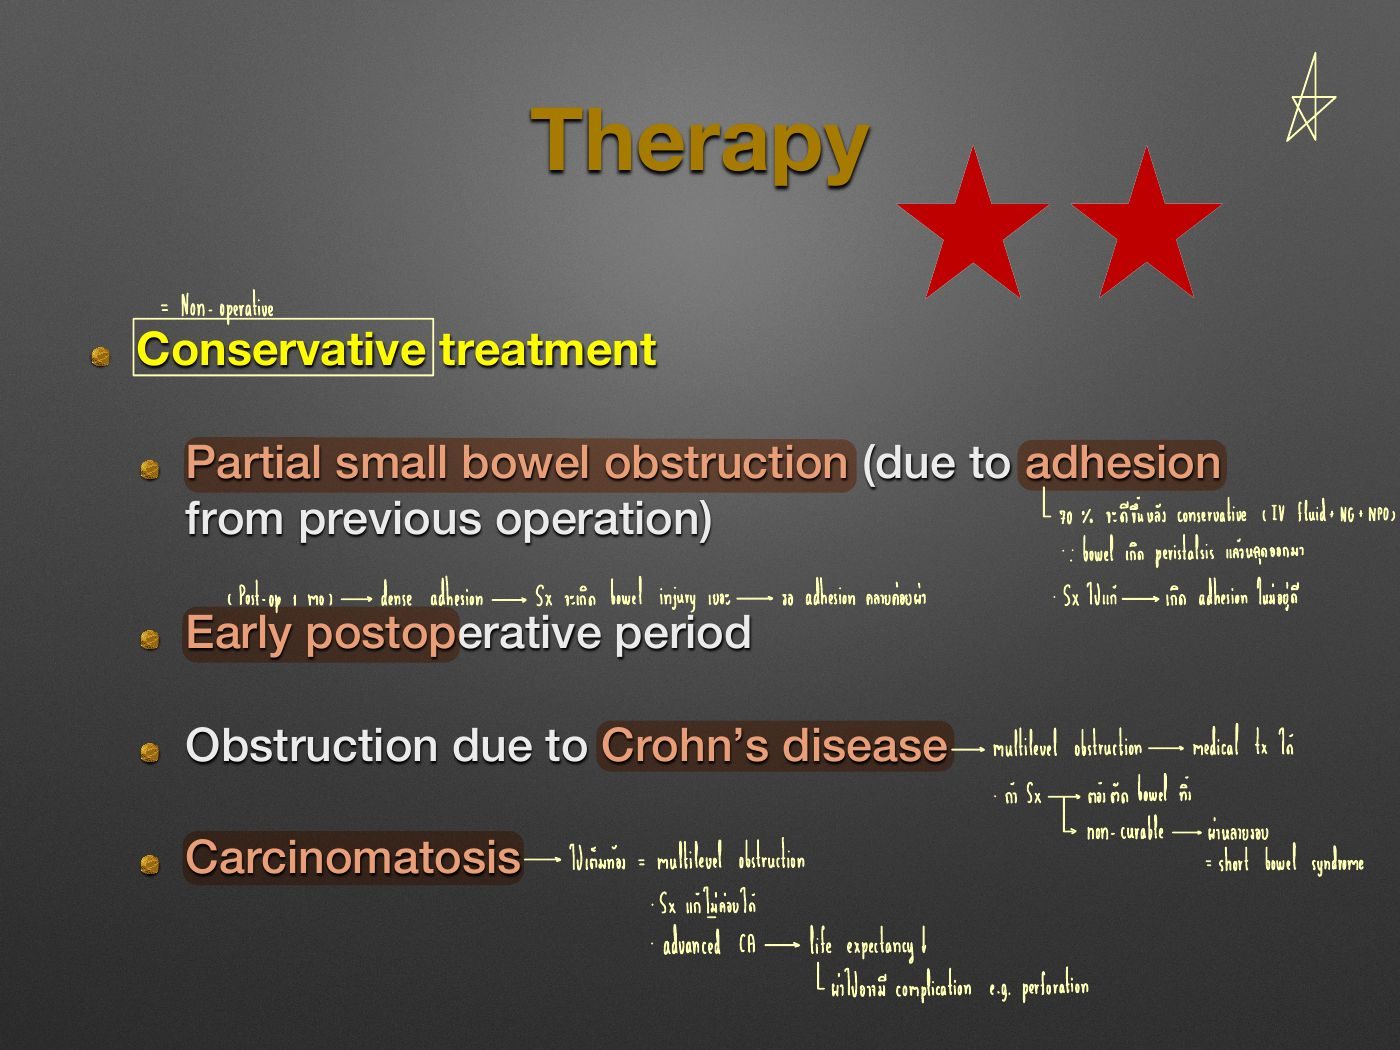 Therapy
= Non-operative
Conservative treatment
Partial small bowel obstruction (due to adhesion
from previous operation)
70 % จะดีขึ้นหลัง conservative (IV fluid + NG + NPO)
∵ bowel เกิด peristalsis แล้วหลุดออกมา
· Sx ไปแก้ → เกิด adhesion ใหม่อยู่ดี
(Post-op 1 mo) → dense adhesion → Sx จะเกิด bowel injury เยอะ → รอ adhesion คลายค่อยผ่า
Early postoperative period
Obstruction due to Crohn's disease → multilevel obstruction → medical tx ได้
· ถ้า Sx → ต้องตัด bowel ทิ้ง
→ non-curable → ผ่าหลายรอบ
= short bowel syndrome
Carcinomatosis → ไปเต็มท้อง = multilevel obstruction
· Sx แก้ไม่ค่อยได้
· advanced CA → life expectancy ↓
ผ่าไปอาจมี complication e.g. perforation